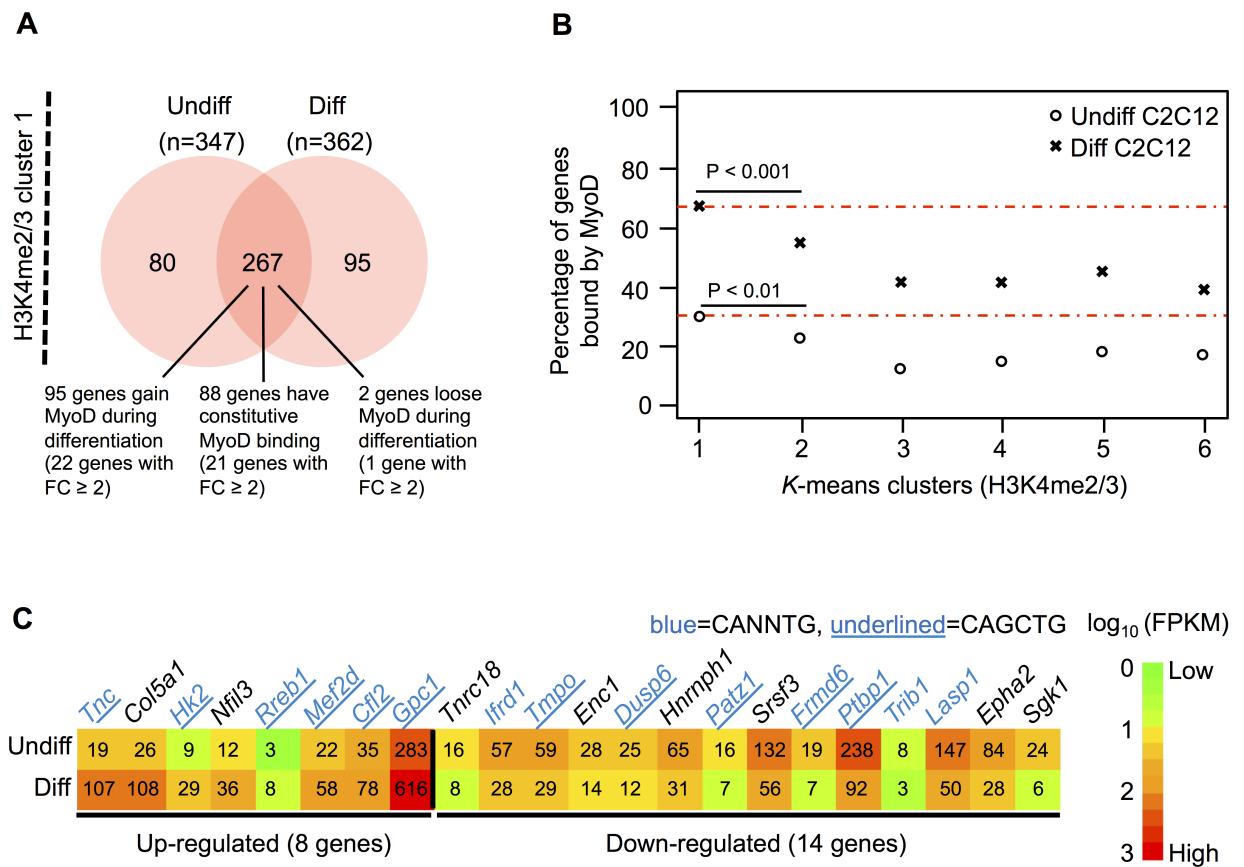 A
H3K4me2/3 cluster 1
Undiff
(n=347)
Diff
(n=362)
80
267
95
95 genes gain
MyoD during
differentiation
(22 genes with
FC ≥ 2)
88 genes have
constitutive
MyoD binding
(21 genes with
FC ≥ 2)
2 genes loose
MyoD during
differentiation
(1 gene with
FC ≥ 2)
B
Percentage of genes
bound by MyoD
100
80
60
40
20
0
Undiff C2C12
Diff C2C12
P < 0.001
P < 0.01
1 2 3 4 5 6
K-means clusters (H3K4me2/3)
C
blue=CANNTG, underlined=CAGCTG
log10 (FPKM)
0 Low
1
2
3 High
Tnc Col5a1 Hk2 Nfil3 Rreb1 Mef2d Cfl2 Gpc1 Tnrc18 Ifrd1 Tmpo Enc1 Dusp6 Hnrnph1 Patz1 Srsf3 Frmd6 Ptbp1 Trib1 Lasp1 Epha2 Sgk1
Undiff 19 26 9 12 3 22 35 283 16 57 59 28 25 65 16 132 19 238 8 147 84 24
Diff 107 108 29 36 8 58 78 616 8 28 29 14 12 31 7 56 7 92 3 50 28 6
Up-regulated (8 genes)
Down-regulated (14 genes)